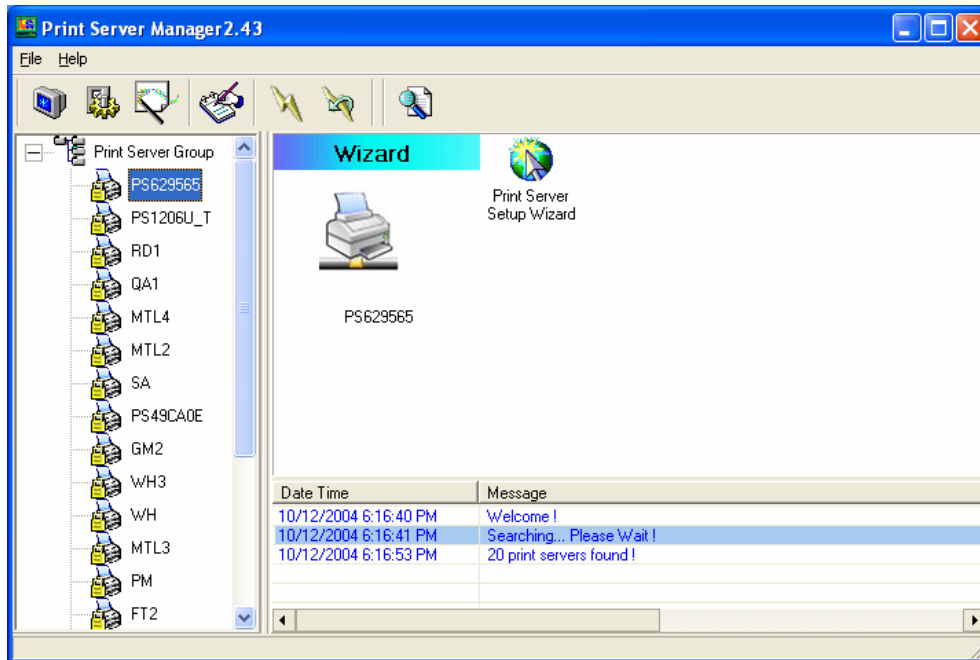 Print Server Manager2.43
File Help
Print Server Group
PS629565
PS1206U_T
RD1
QA1
MTL4
MTL2
SA
PS49CA0E
GM2
WH3
WH
MTL3
PM
FT2
Wizard
PS629565
Print Server
Setup Wizard
Date Time Message
10/12/2004 6:16:40 PM Welcome !
10/12/2004 6:16:41 PM Searching... Please Wait !
10/12/2004 6:16:53 PM 20 print servers found !